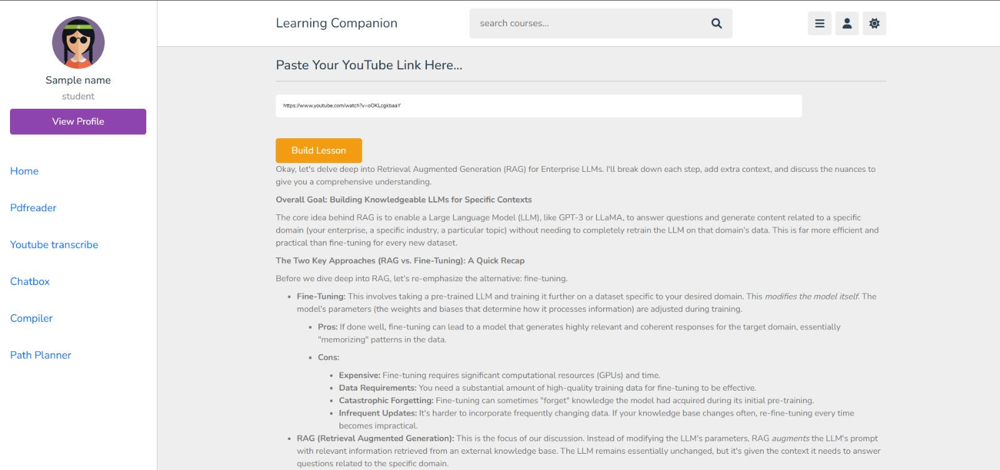 Sample name
student
View Profile
Home
Pdfreader
Youtube transcribe
Chatbox
Compiler
Path Planner
Learning Companion
search courses...
Paste Your YouTube Link Here...
https://www.youtube.com/watch?v=oOKLcgkbaaY
Build Lesson
Okay, let's delve deep into Retrieval Augmented Generation (RAG) for Enterprise LLMs. I'll break down each step, add extra context, and discuss the nuances to
give you a comprehensive understanding.
Overall Goal: Building Knowledgeable LLMs for Specific Contexts
The core idea behind RAG is to enable a Large Language Model (LLM), like GPT-3 or LLaMA, to answer questions and generate content related to a specific
domain (your enterprise, a specific industry, a particular topic) without needing to completely retrain the LLM on that domain's data. This is far more efficient and
practical than fine-tuning for every new dataset.
The Two Key Approaches (RAG vs. Fine-Tuning): A Quick Recap
Before we dive deep into RAG, let's re-emphasize the alternative: fine-tuning.
• Fine-Tuning: This involves taking a pre-trained LLM and training it further on a dataset specific to your desired domain. This modifies the model itself. The
model's parameters (the weights and biases that determine how it processes information) are adjusted during training.
• Pros: If done well, fine-tuning can lead to a model that generates highly relevant and coherent responses for the target domain, essentially
"memorizing" patterns in the data.
• Cons:
• Expensive: Fine-tuning requires significant computational resources (GPUs) and time.
• Data Requirements: You need a substantial amount of high-quality training data for fine-tuning to be effective.
• Catastrophic Forgetting: Fine-tuning can sometimes "forget" knowledge the model had acquired during its initial pre-training.
• Infrequent Updates: It's harder to incorporate frequently changing data. If your knowledge base changes often, re-fine-tuning every time
becomes impractical.
• RAG (Retrieval Augmented Generation): This is the focus of our discussion. Instead of modifying the LLM's parameters, RAG augments the LLM's prompt
with relevant information retrieved from an external knowledge base. The LLM remains essentially unchanged, but it's given the context it needs to answer
questions related to the specific domain.